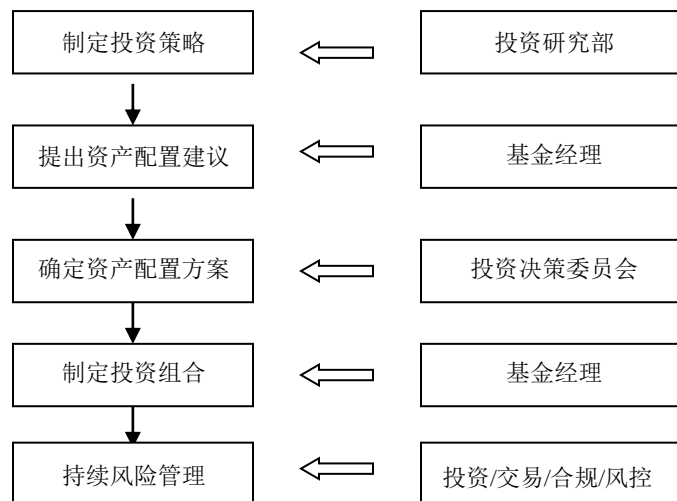 制定投资策略
投资研究部
提出资产配置建议
基金经理
确定资产配置方案
投资决策委员会
制定投资组合
基金经理
持续风险管理
投资/交易/合规/风控